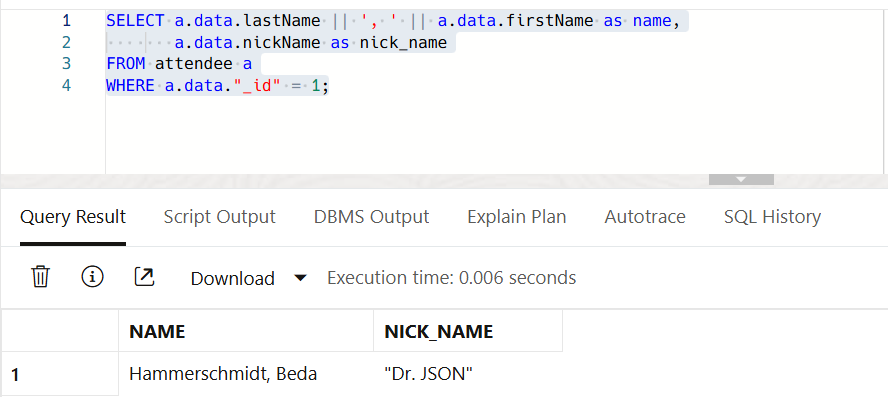 1 SELECT a.data.lastName || ', ' || a.data.firstName as name,
2 a.data.nickName as nick_name
3 FROM attendee a
4 WHERE a.data."_id" = 1;
Query Result Script Output DBMS Output Explain Plan Autotrace SQL History
Download Execution time: 0.006 seconds
NAME NICK_NAME
1 Hammerschmidt, Beda "Dr. JSON"